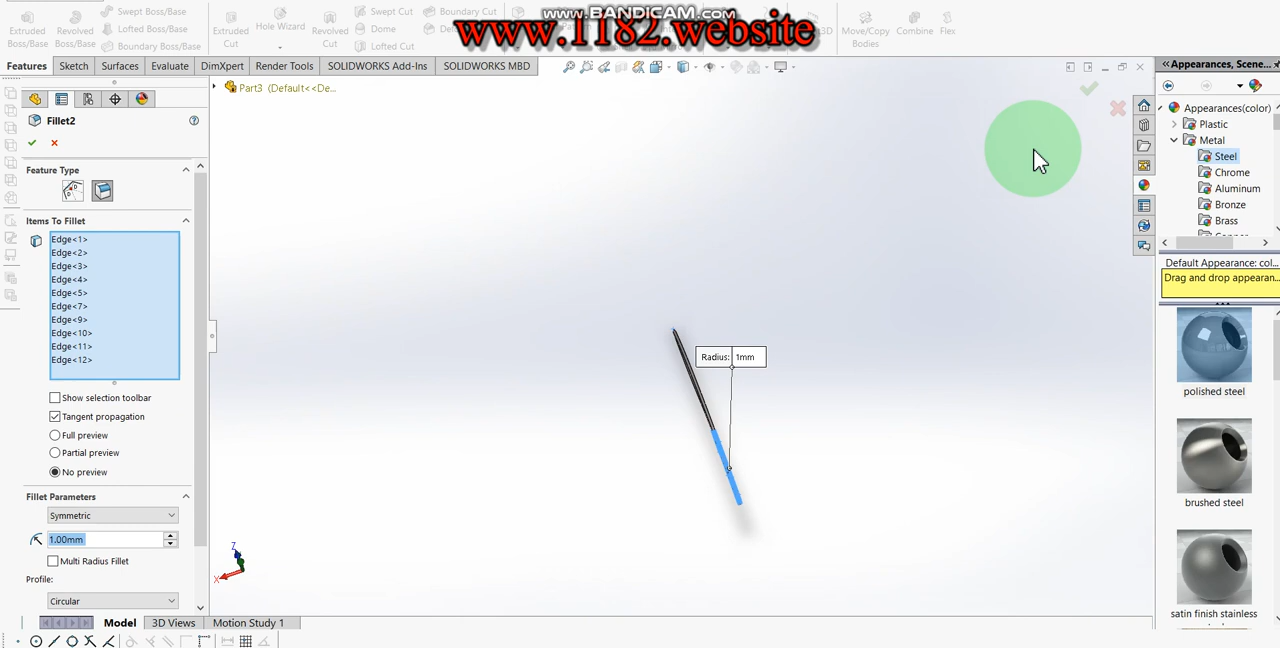 www.BANDICAM.com
www.1182.website
Extruded Boss/Base
Revolved Boss/Base
Swept Boss/Base
Lofted Boss/Base
Boundary Boss/Base
Extruded Cut
Hole Wizard
Revolved Cut
Swept Cut
Dome
Lofted Cut
Boundary Cut
Move/Copy Bodies
Combine
Flex
Features
Sketch
Surfaces
Evaluate
DimXpert
Render Tools
SOLIDWORKS Add-Ins
SOLIDWORKS MBD
Part3 (Default<<De...
Fillet2
Feature Type
Items To Fillet
Edge<1>
Edge<2>
Edge<3>
Edge<4>
Edge<5>
Edge<7>
Edge<9>
Edge<10>
Edge<11>
Edge<12>
Show selection toolbar
Tangent propagation
Full preview
Partial preview
No preview
Fillet Parameters
Symmetric
1.00mm
Multi Radius Fillet
Profile:
Circular
Radius: 1mm
Z
X
Model
3D Views
Motion Study 1
Appearances, Scene...
Appearances(color)
Plastic
Metal
Steel
Chrome
Aluminum
Bronze
Brass
Default Appearance: col...
Drag and drop appearan...
polished steel
brushed steel
satin finish stainless